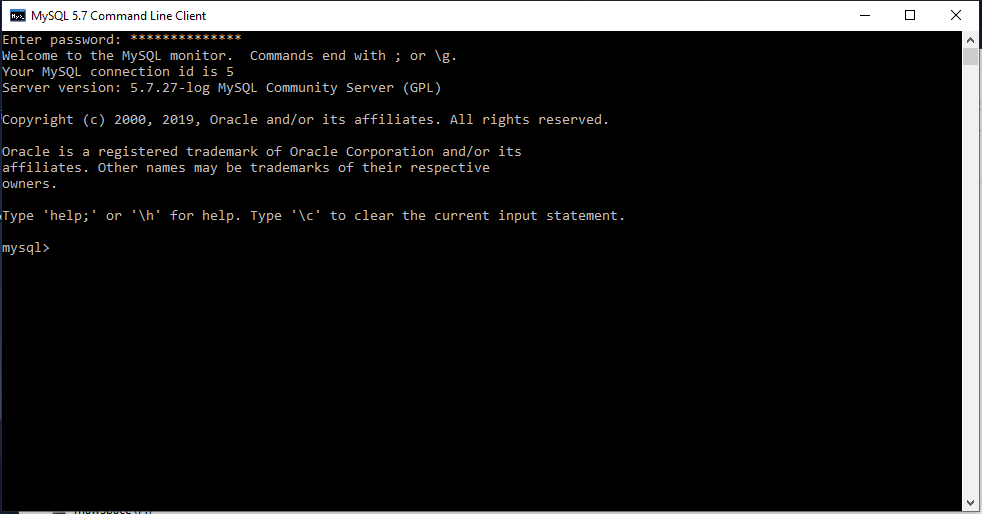 MySQL 5.7 Command Line Client
Enter password: **************
Welcome to the MySQL monitor.  Commands end with ; or \g.
Your MySQL connection id is 5
Server version: 5.7.27-log MySQL Community Server (GPL)
Copyright (c) 2000, 2019, Oracle and/or its affiliates. All rights reserved.
Oracle is a registered trademark of Oracle Corporation and/or its
affiliates. Other names may be trademarks of their respective
owners.
Type 'help;' or '\h' for help. Type '\c' to clear the current input statement.
mysql>